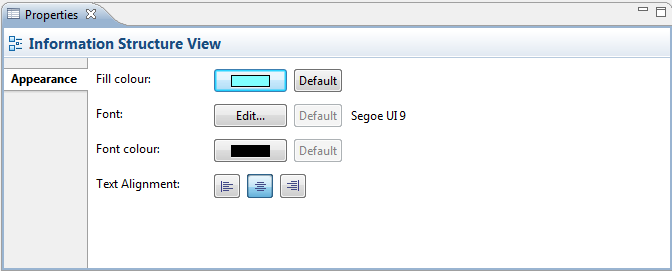 Properties
Information Structure View
Appearance
Fill colour: Default
Font: Edit... Default Segoe UI 9
Font colour: Default
Text Alignment: